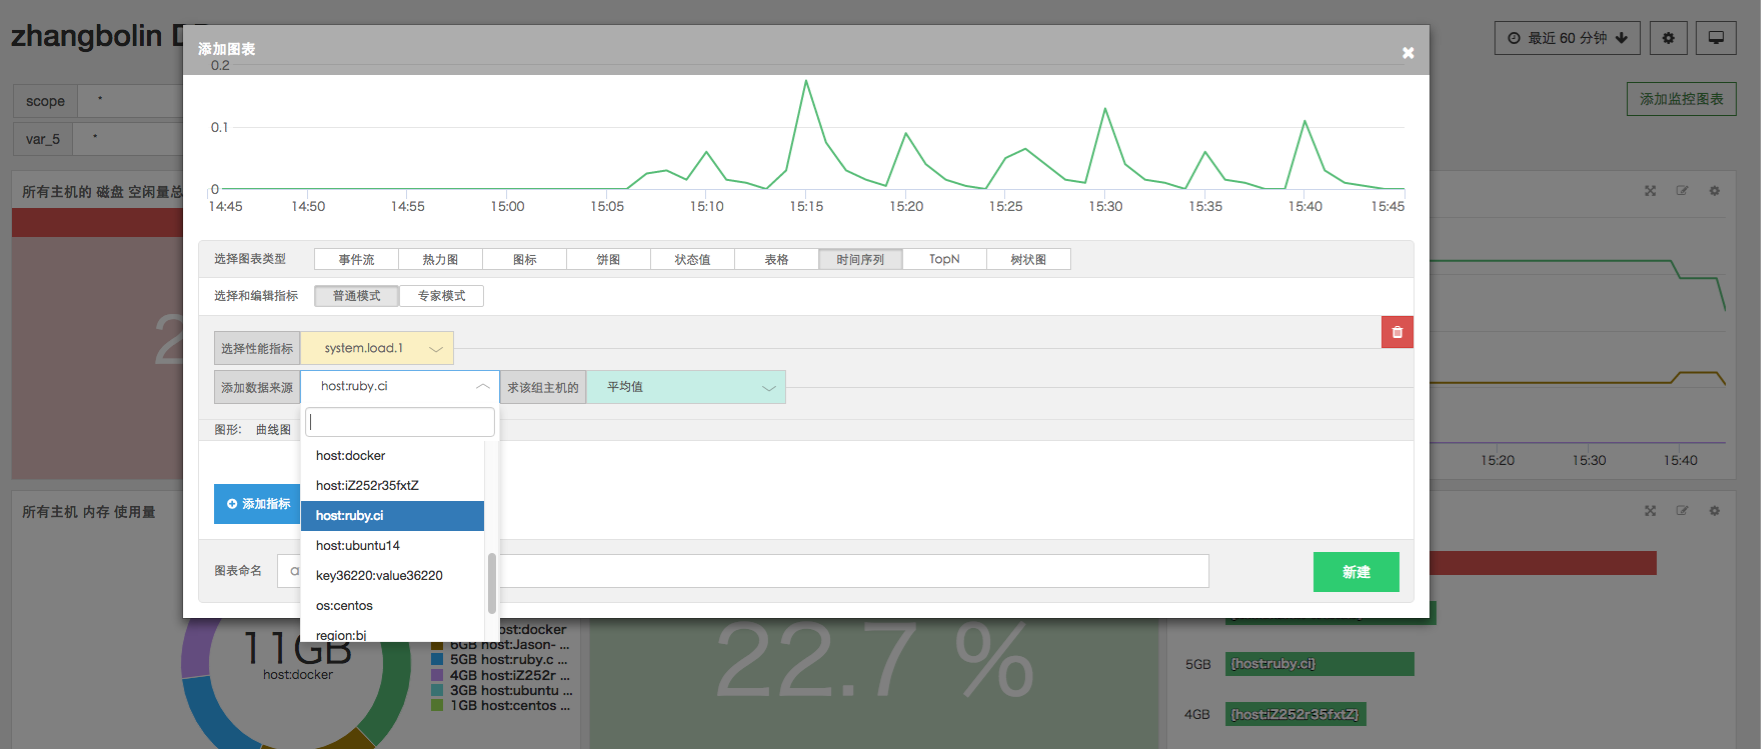 zhangbolin
最近 60 分钟
添加图表
scope *
var_5 *
添加监控图表
0.2
0.1
0
14:45 14:50 14:55 15:00 15:05 15:10 15:15 15:20 15:25 15:30 15:35 15:40 15:45
所有主机的 磁盘 空闲量总
选择图表类型 事件流 热力图 图标 饼图 状态值 表格 时间序列 TopN 树状图
选择和编辑指标 普通模式 专家模式
选择性能指标 system.load.1
添加数据来源 host:ruby.ci 求该组主机的 平均值
图形: 曲线图
host:docker
host:iZ252r35fxtZ
host:ruby.ci
host:ubuntu14
key36220:value36220
os:centos
region:bj
添加指标
图表命名
新建
15:20 15:30 15:40
所有主机 内存 使用量
11GB
host:docker
ost:docker
6GB host:Jason- ...
5GB host:ruby.c ...
4GB host:iZ252r ...
3GB host:ubuntu ...
1GB host:centos ...
22.7 %
5GB {host:ruby.ci}
4GB {host:iZ252r35fxtZ}